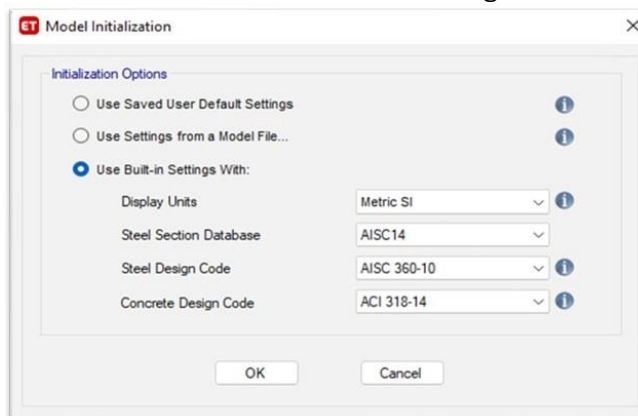 ET Model Initialization
Initialization Options
Use Saved User Default Settings
Use Settings from a Model File...
Use Built-in Settings With:
Display Units Metric SI
Steel Section Database AISC14
Steel Design Code AISC 360-10
Concrete Design Code ACI 318-14
OK Cancel